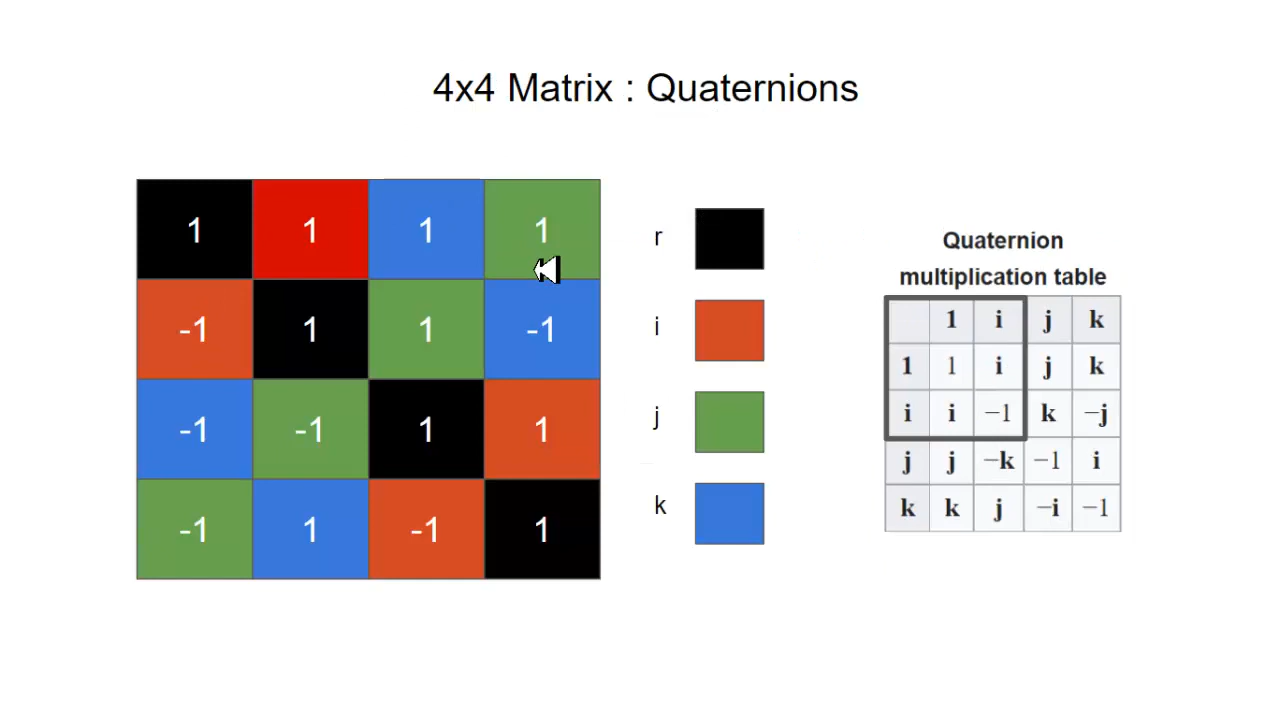 4x4 Matrix : Quaternions
1 1 1 1
-1 1 1 -1
-1 -1 1 1
-1 1 -1 1
r
i
j
k
Quaternion
multiplication table
1 i j k
1 1 i j k
i i −1 k −j
j j −k −1 i
k k j −i −1